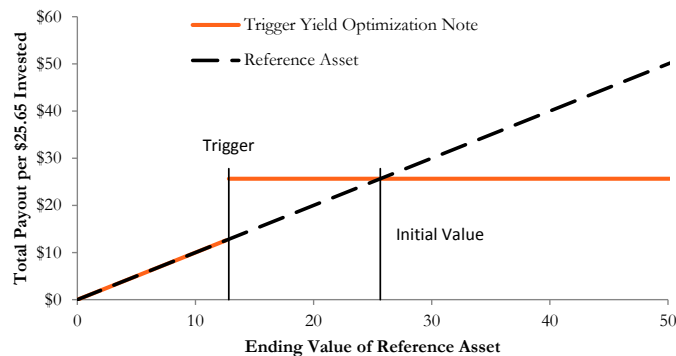 Total Payout per $25.65 Invested
$60
$50
$40
$30
$20
$10
$0
Trigger Yield Optimization Note
Reference Asset
Trigger
Initial Value
0
10
20
30
40
50
Ending Value of Reference Asset